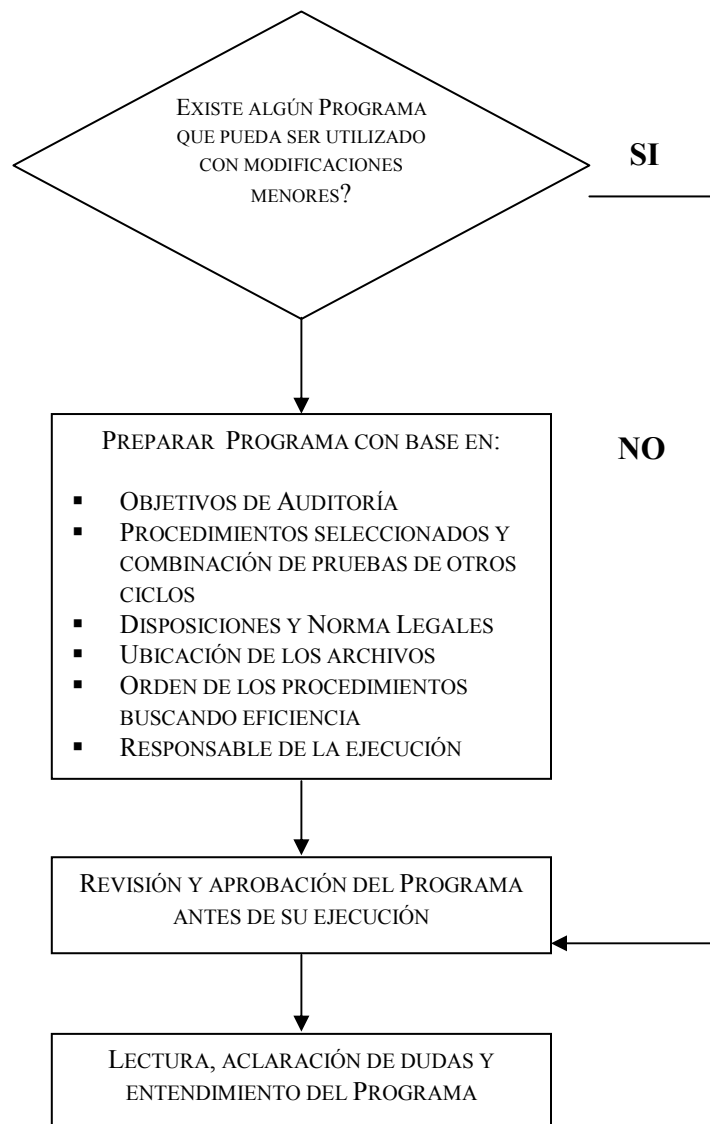 EXISTE ALGÚN PROGRAMA
QUE PUEDA SER UTILIZADO
CON MODIFICACIONES
MENORES?
SI
PREPARAR PROGRAMA CON BASE EN:
NO
▪ OBJETIVOS DE AUDITORÍA
▪ PROCEDIMIENTOS SELECCIONADOS Y
COMBINACIÓN DE PRUEBAS DE OTROS
CICLOS
▪ DISPOSICIONES Y NORMA LEGALES
▪ UBICACIÓN DE LOS ARCHIVOS
▪ ORDEN DE LOS PROCEDIMIENTOS
BUSCANDO EFICIENCIA
▪ RESPONSABLE DE LA EJECUCIÓN
REVISIÓN Y APROBACIÓN DEL PROGRAMA
ANTES DE SU EJECUCIÓN
LECTURA, ACLARACIÓN DE DUDAS Y
ENTENDIMIENTO DEL PROGRAMA